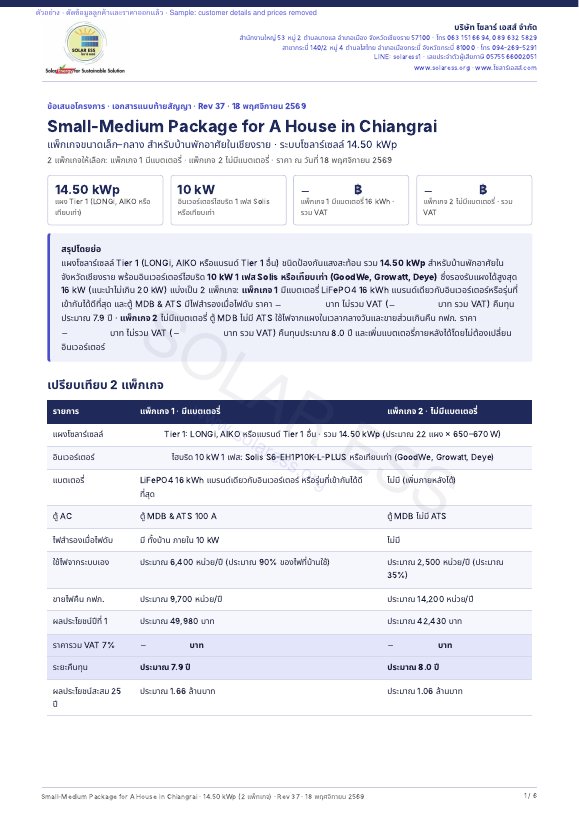 ตัวอย่าง · ตัดข้อมูลลูกค้าและราคาออกแล้ว · Sample: customer details and prices removed
SOLAR ESS
Solar Energy for Sustainable Solution
บริษัท โซลาร์ เอสส์ จำกัด
สำนักงานใหญ่ 53 หมู่ 2 ตำบลนางแล อำเภอเมือง จังหวัดเชียงราย 57100 · โทร 063 151 66 94, 089 632 5829
สาขากระบี่ 140/2 หมู่ 4 ตำบลไสไทย อำเภอเมืองกระบี่ จังหวัดกระบี่ 81000 · โทร 094-269-5291
LINE: solaress1 · เลขประจำตัวผู้เสียภาษี 0575566002051
www.solaress.org · www.โซลาร์เอสส์.com
ข้อเสนอโครงการ · เอกสารแนบท้ายสัญญา · Rev 37 · 18 พฤศจิกายน 2569
Small-Medium Package for A House in Chiangrai
แพ็กเกจขนาดเล็ก–กลาง สำหรับบ้านพักอาศัยในเชียงราย · ระบบโซลาร์เซลล์ 14.50 kWp
2 แพ็กเกจให้เลือก: แพ็กเกจ 1 มีแบตเตอรี่ · แพ็กเกจ 2 ไม่มีแบตเตอรี่ · ราคา ณ วันที่ 18 พฤศจิกายน 2569
14.50 kWp
แผง Tier 1 (LONGi, AIKO หรือ
เทียบเท่า)
10 kW
อินเวอร์เตอร์ไฮบริด 1 เฟส Solis
หรือเทียบเท่า
– ฿
แพ็กเกจ 1 มีแบตเตอรี่ 16 kWh ·
รวม VAT
– ฿
แพ็กเกจ 2 ไม่มีแบตเตอรี่ · รวม
VAT
สรุปโดยย่อ
แผงโซลาร์เซลล์ Tier 1 (LONGi, AIKO หรือแบรนด์ Tier 1 อื่น) ชนิดป้องกันแสงสะท้อน รวม 14.50 kWp สำหรับบ้านพักอาศัยใน
จังหวัดเชียงราย พร้อมอินเวอร์เตอร์ไฮบริด 10 kW 1 เฟส Solis หรือเทียบเท่า (GoodWe, Growatt, Deye) ซึ่งรองรับแผงได้สูงสุด
16 kW (แนะนำไม่เกิน 20 kW) แบ่งเป็น 2 แพ็กเกจ: แพ็กเกจ 1 มีแบตเตอรี่ LiFePO4 16 kWh แบรนด์เดียวกับอินเวอร์เตอร์หรือรุ่นที่
เข้ากันได้ดีที่สุด และตู้ MDB & ATS มีไฟสำรองเมื่อไฟดับ ราคา – บาท ไม่รวม VAT (– บาท รวม VAT) คืนทุน
ประมาณ 7.9 ปี · แพ็กเกจ 2 ไม่มีแบตเตอรี่ ตู้ MDB ไม่มี ATS ใช้ไฟจากแผงในเวลากลางวันและขายส่วนเกินคืน กฟภ. ราคา
– บาท ไม่รวม VAT (– บาท รวม VAT) คืนทุนประมาณ 8.0 ปี และเพิ่มแบตเตอรี่ภายหลังได้โดยไม่ต้องเปลี่ยน
อินเวอร์เตอร์
เปรียบเทียบ 2 แพ็กเกจ
รายการ แพ็กเกจ 1 · มีแบตเตอรี่ แพ็กเกจ 2 · ไม่มีแบตเตอรี่
แผงโซลาร์เซลล์ Tier 1: LONGi, AIKO หรือแบรนด์ Tier 1 อื่น · รวม 14.50 kWp (ประมาณ 22 แผง × 650–670 W)
อินเวอร์เตอร์ ไฮบริด 10 kW 1 เฟส: Solis S6-EH1P10K-L-PLUS หรือเทียบเท่า (GoodWe, Growatt, Deye)
แบตเตอรี่ LiFePO4 16 kWh แบรนด์เดียวกับอินเวอร์เตอร์ หรือรุ่นที่เข้ากันได้ดี
ที่สุด ไม่มี (เพิ่มภายหลังได้)
ตู้ AC ตู้ MDB & ATS 100 A ตู้ MDB ไม่มี ATS
ไฟสำรองเมื่อไฟดับ มี ทั้งบ้าน ภายใน 10 kW ไม่มี
ใช้ไฟจากระบบเอง ประมาณ 6,400 หน่วย/ปี (ประมาณ 90% ของไฟที่บ้านใช้) ประมาณ 2,500 หน่วย/ปี (ประมาณ
35%)
ขายไฟคืน กฟภ. ประมาณ 9,700 หน่วย/ปี ประมาณ 14,200 หน่วย/ปี
ผลประโยชน์ปีที่ 1 ประมาณ 49,980 บาท ประมาณ 42,430 บาท
ราคารวม VAT 7% – บาท – บาท
ระยะคืนทุน ประมาณ 7.9 ปี ประมาณ 8.0 ปี
ผลประโยชน์สะสม 25
ปี ประมาณ 1.66 ล้านบาท ประมาณ 1.06 ล้านบาท
SOLAR ESS
www.solaress.org
Small-Medium Package for A House in Chiangrai · 14.50 kWp (2 แพ็กเกจ) · Rev 37 · 18 พฤศจิกายน 2569
1 / 6